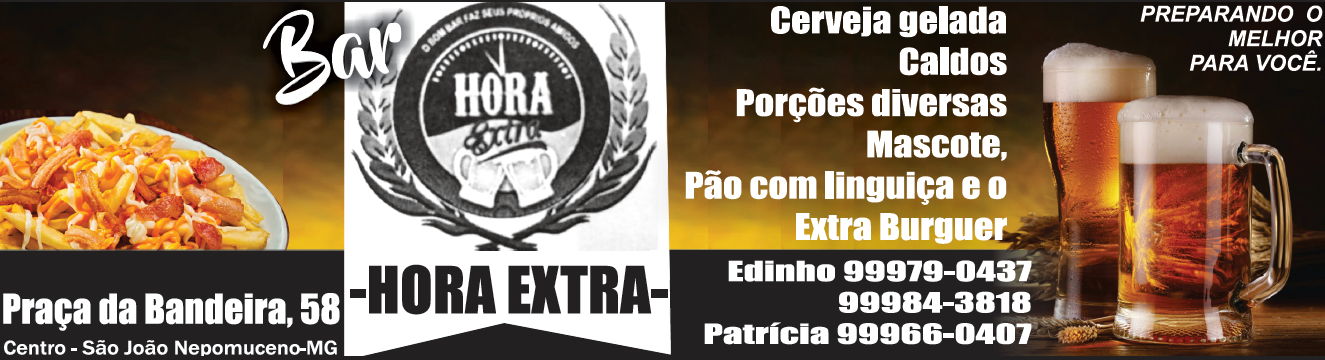 Bar
O BOM BAR FAZ SEUS PRÓPRIOS AMIGOS
HORA
Extra
-HORA EXTRA-
Praça da Bandeira, 58
Centro - São João Nepomuceno-MG
Cerveja gelada
Caldos
Porções diversas
Mascote,
Pão com linguiça e o
Extra Burguer
Edinho 99979-0437
99984-3818
Patrícia 99966-0407
PREPARANDO O
MELHOR
PARA VOCÊ.